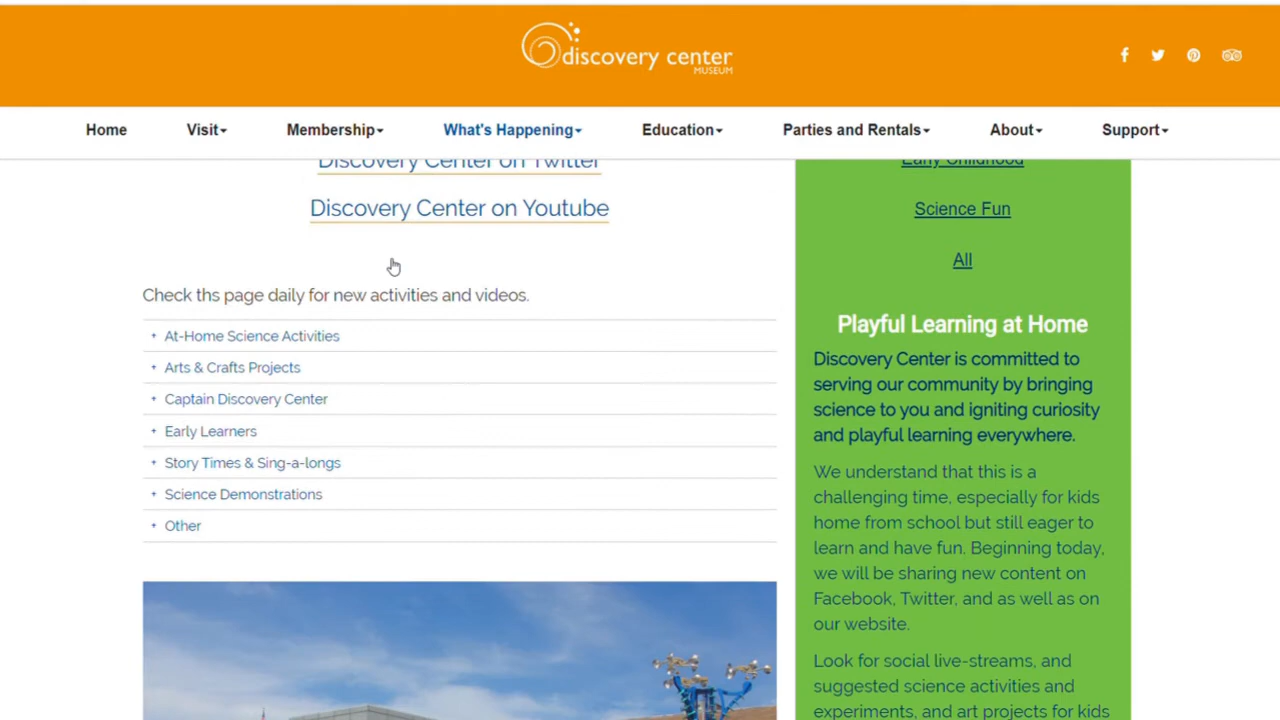 discovery center
MUSEUM
Home
Visit
Membership
What's Happening
Education
Parties and Rentals
About
Support
Discovery Center on Twitter
Discovery Center on Youtube
Check ths page daily for new activities and videos.
+ At-Home Science Activities
+ Arts & Crafts Projects
+ Captain Discovery Center
+ Early Learners
+ Story Times & Sing-a-longs
+ Science Demonstrations
+ Other
Early Childhood
Science Fun
All
Playful Learning at Home
Discovery Center is committed to
serving our community by bringing
science to you and igniting curiosity
and playful learning everywhere.
We understand that this is a
challenging time, especially for kids
home from school but still eager to
learn and have fun. Beginning today,
we will be sharing new content on
Facebook, Twitter, and as well as on
our website.
Look for social live-streams, and
suggested science activities and
experiments, and art projects for kids